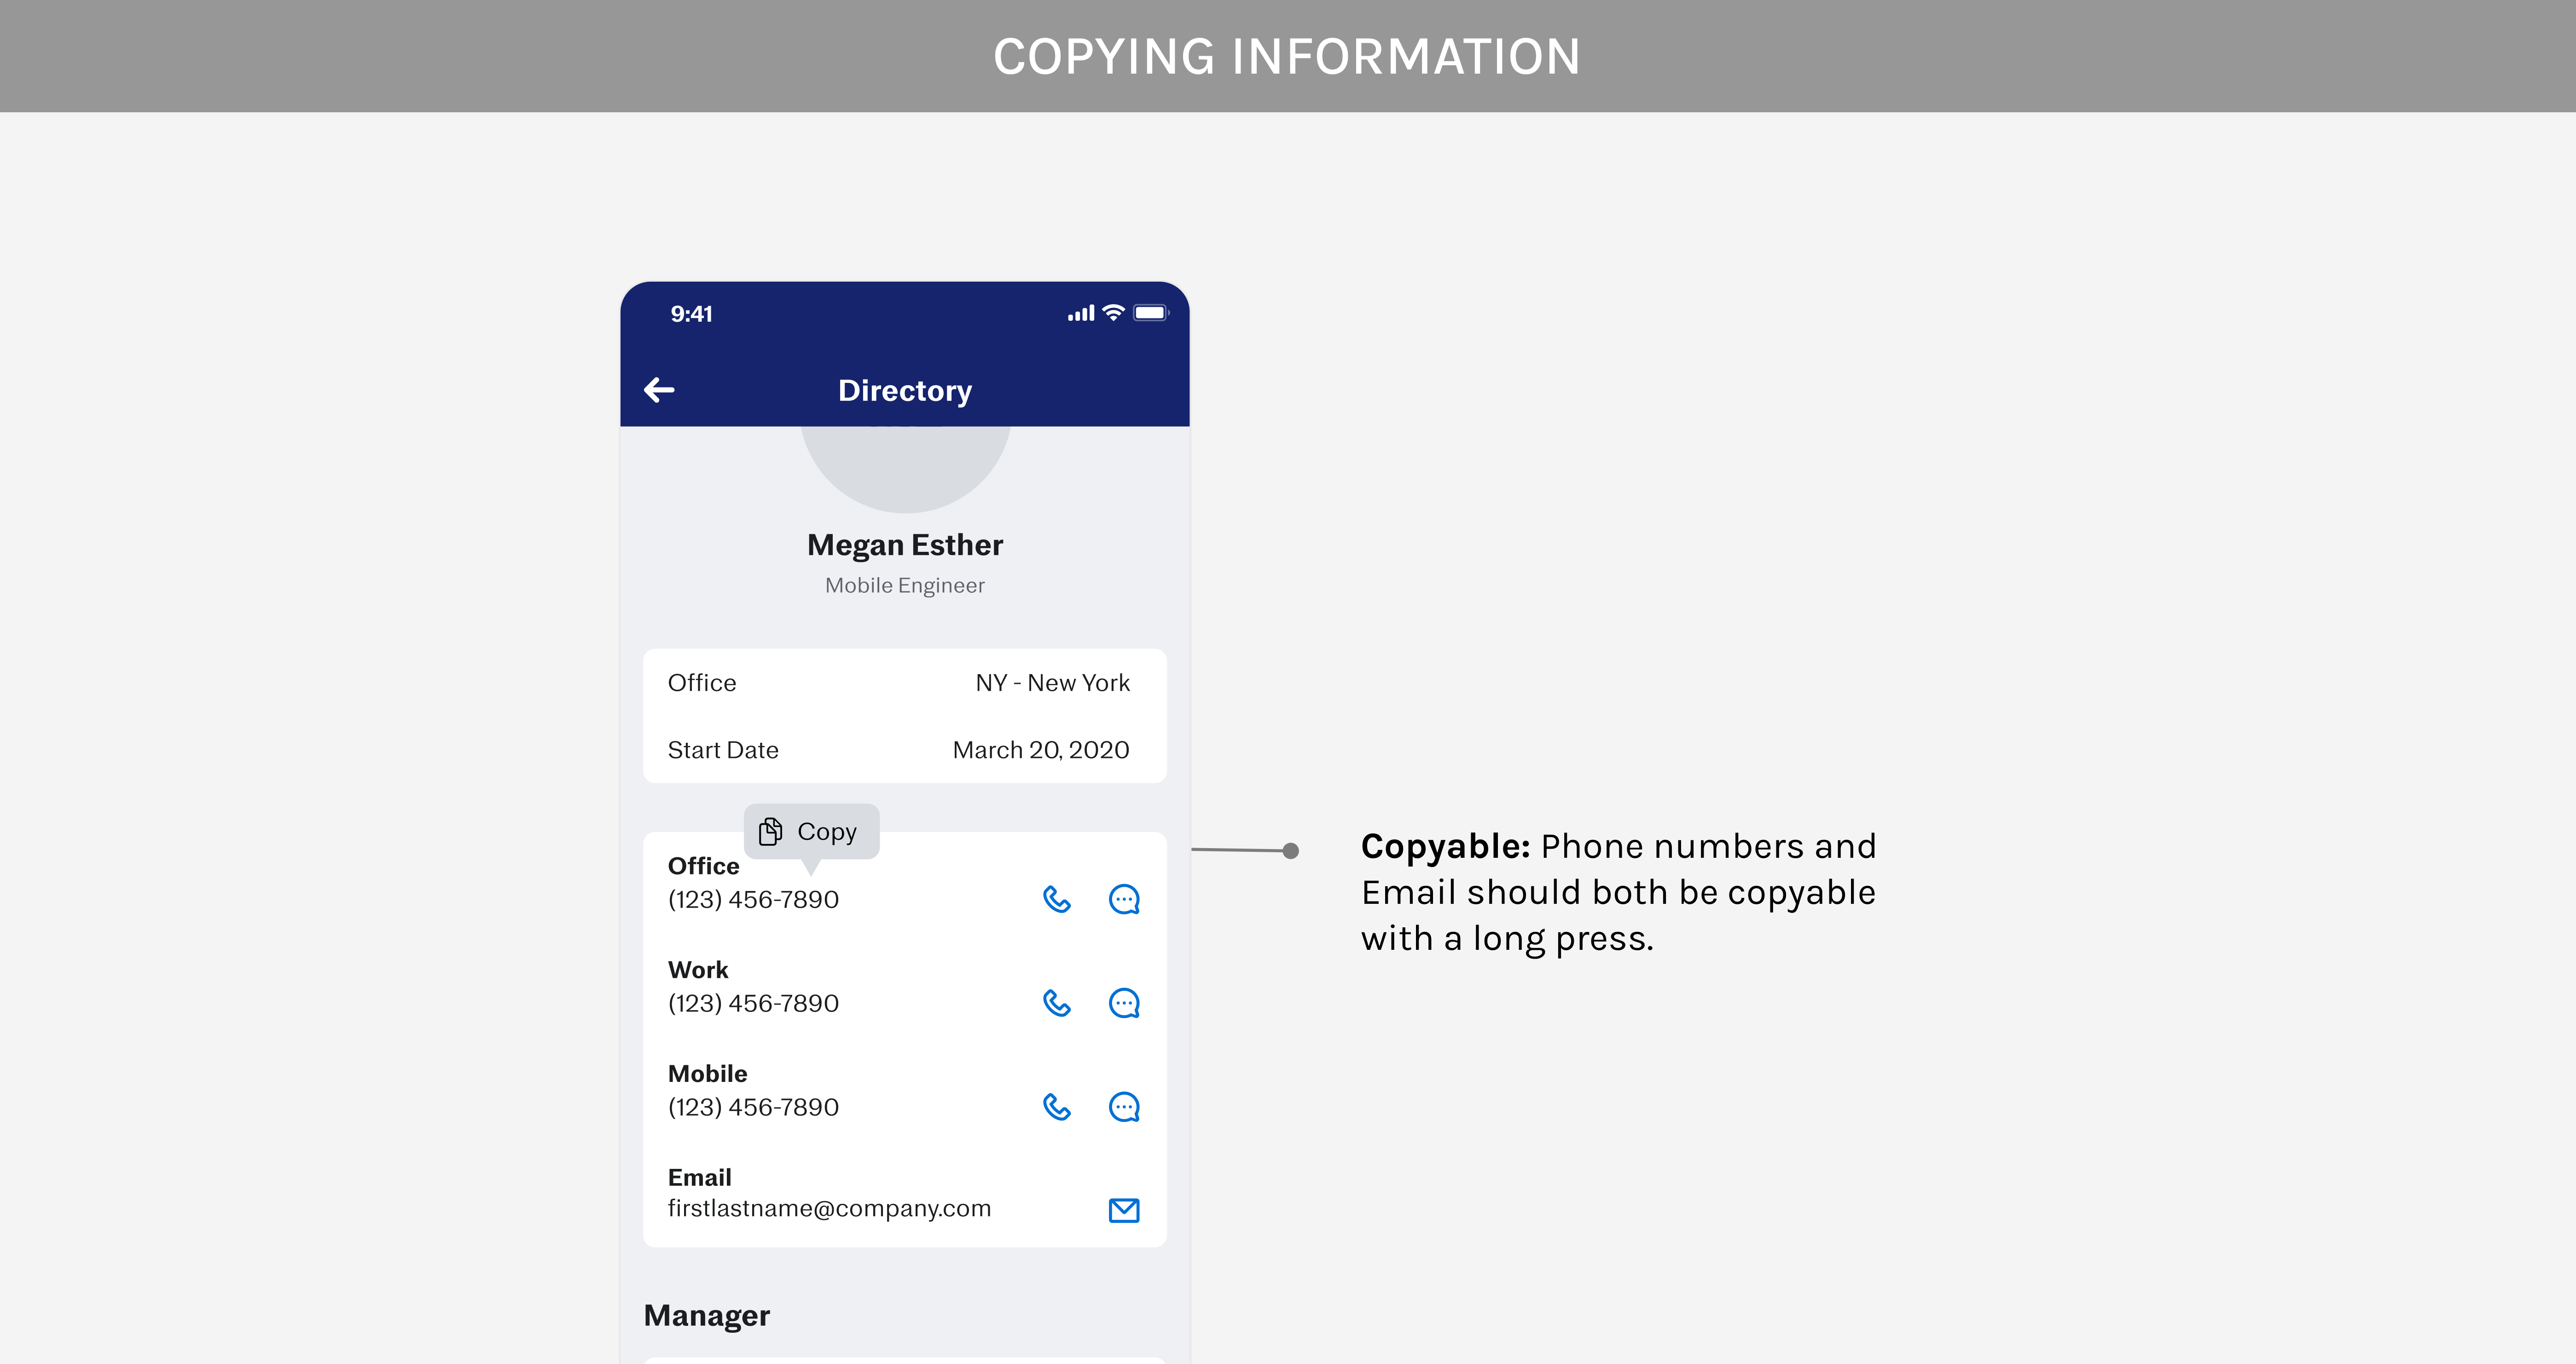 COPYING INFORMATION
9:41
Directory
Megan Esther
Mobile Engineer
Office NY - New York
Start Date March 20, 2020
Copy
Office
(123) 456-7890
Work
(123) 456-7890
Mobile
(123) 456-7890
Email
firstlastname@company.com
Manager
Copyable: Phone numbers and
Email should both be copyable
with a long press.